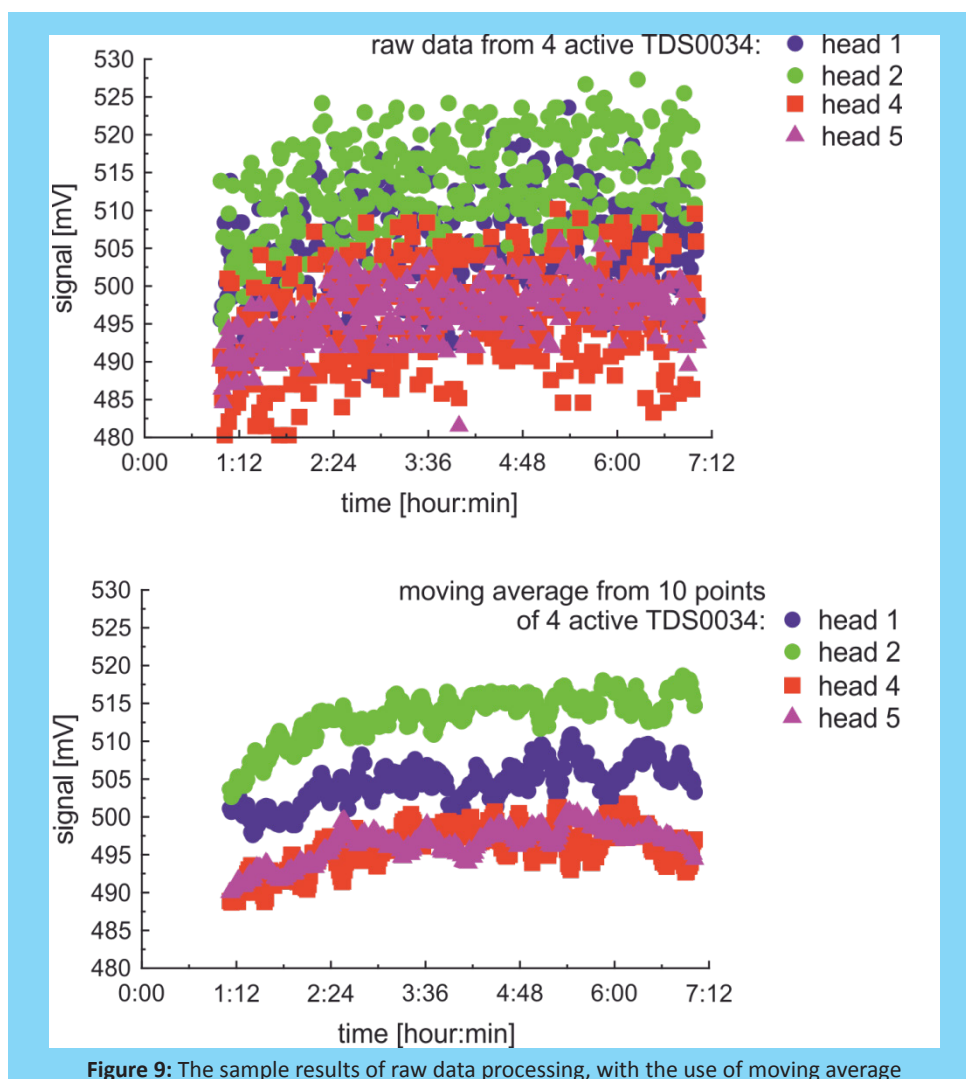 raw data from 4 active TDS0034:
head 1
head 2
head 4
head 5
530
525
520
515
510
505
500
495
490
485
480
signal [mV]
0:00 1:12 2:24 3:36 4:48 6:00 7:12
time [hour:min]
moving average from 10 points
of 4 active TDS0034:
head 1
head 2
head 4
head 5
530
525
520
515
510
505
500
495
490
485
480
signal [mV]
0:00 1:12 2:24 3:36 4:48 6:00 7:12
time [hour:min]
Figure 9: The sample results of raw data processing, with the use of moving average